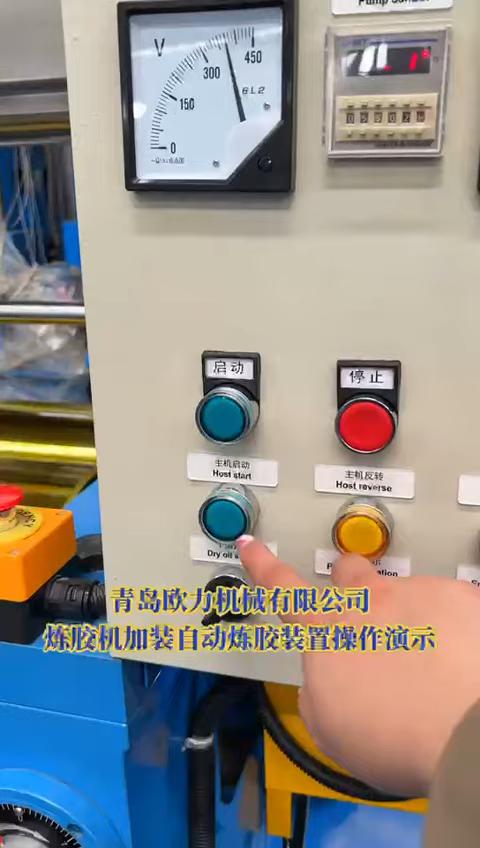 Pump Sunder
V
450
300
150
0
6L2
启动
停止
主机启动
Host start
主机反转
Host reverse
Dry oil
青岛欧力机械有限公司
炼胶机加装自动炼胶装置操作演示